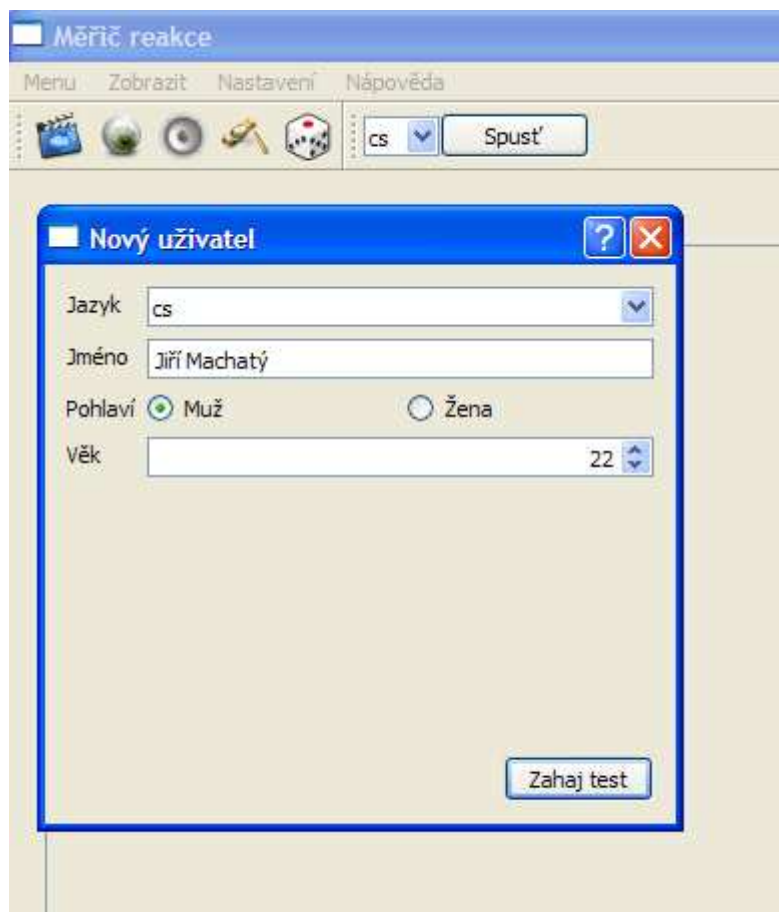 Měřič reakce
Menu Zobrazit Nastavení Nápověda
cs Spusť
Nový uživatel
Jazyk cs
Jméno Jiří Machatý
Pohlaví Muž Žena
Věk 22
Zahaj test